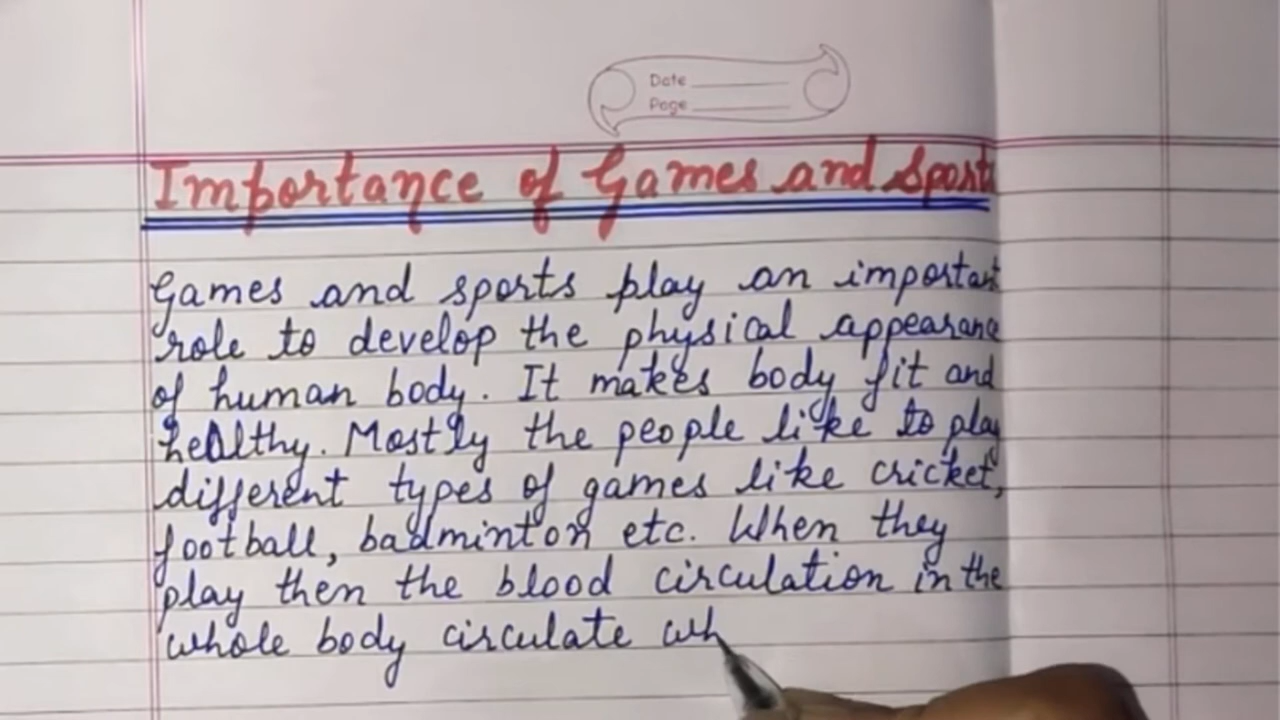 Date
Page
Importance of Games and Sports
Games and sports play an important
role to develop the physical appearance
of human body. It makes body fit and
healthy. Mostly the people like to play
different types of games like cricket,
football, badminton etc. When they
play then the blood circulation in the
whole body circulate wh